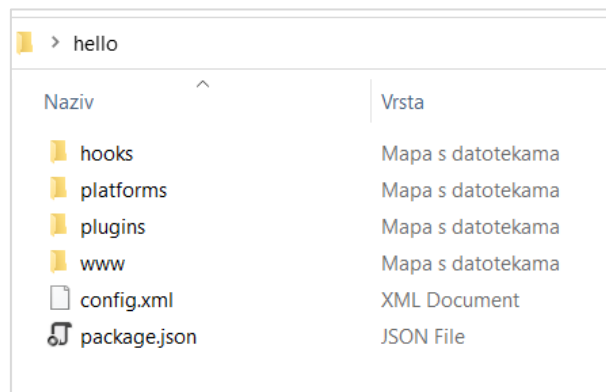 > hello
Naziv Vrsta
hooks Mapa s datotekama
platforms Mapa s datotekama
plugins Mapa s datotekama
www Mapa s datotekama
config.xml XML Document
package.json JSON File